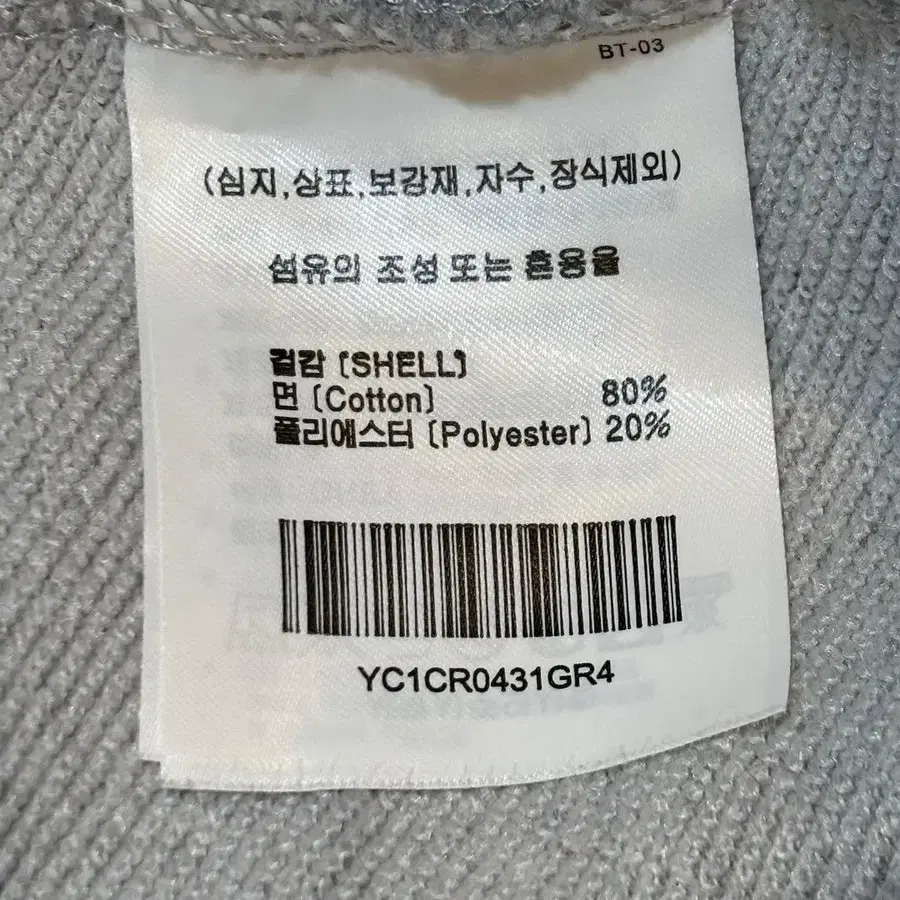 BT-03
(심지,상표,보강재,자수,장식제외)
섬유의 조성 또는 혼용율
겉감 (SHELL)
면 (Cotton) 80%
폴리에스터 (Polyester) 20%
YC1CR0431GR4